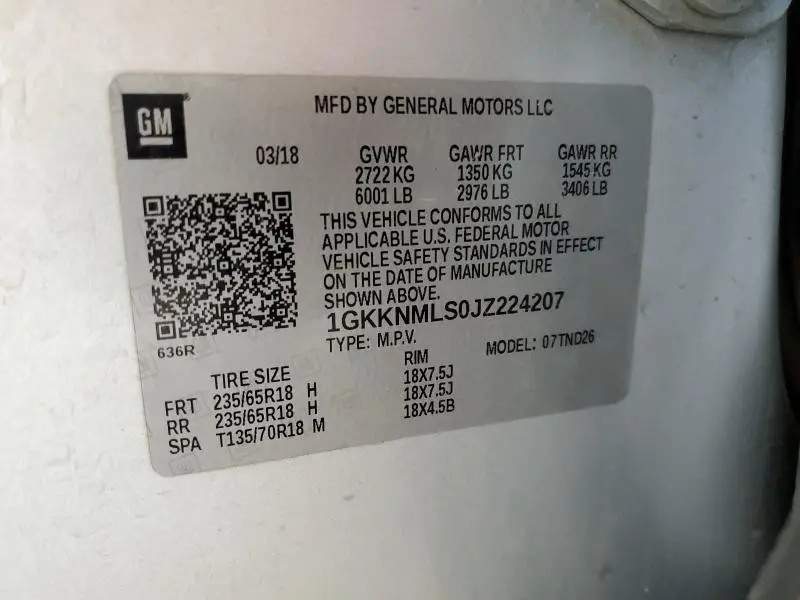 GM
MFD BY GENERAL MOTORS LLC
03/18 GVWR GAWR FRT GAWR RR
2722 KG 1350 KG 1545 KG
6001 LB 2976 LB 3406 LB
THIS VEHICLE CONFORMS TO ALL
APPLICABLE U.S. FEDERAL MOTOR
VEHICLE SAFETY STANDARDS IN EFFECT
ON THE DATE OF MANUFACTURE
SHOWN ABOVE.
1GKKNMLS0JZ224207
636R
TYPE: M.P.V. MODEL: 07TND26
TIRE SIZE RIM
FRT 235/65R18 H 18X7.5J
RR 235/65R18 H 18X7.5J
SPA T135/70R18 M 18X4.5B